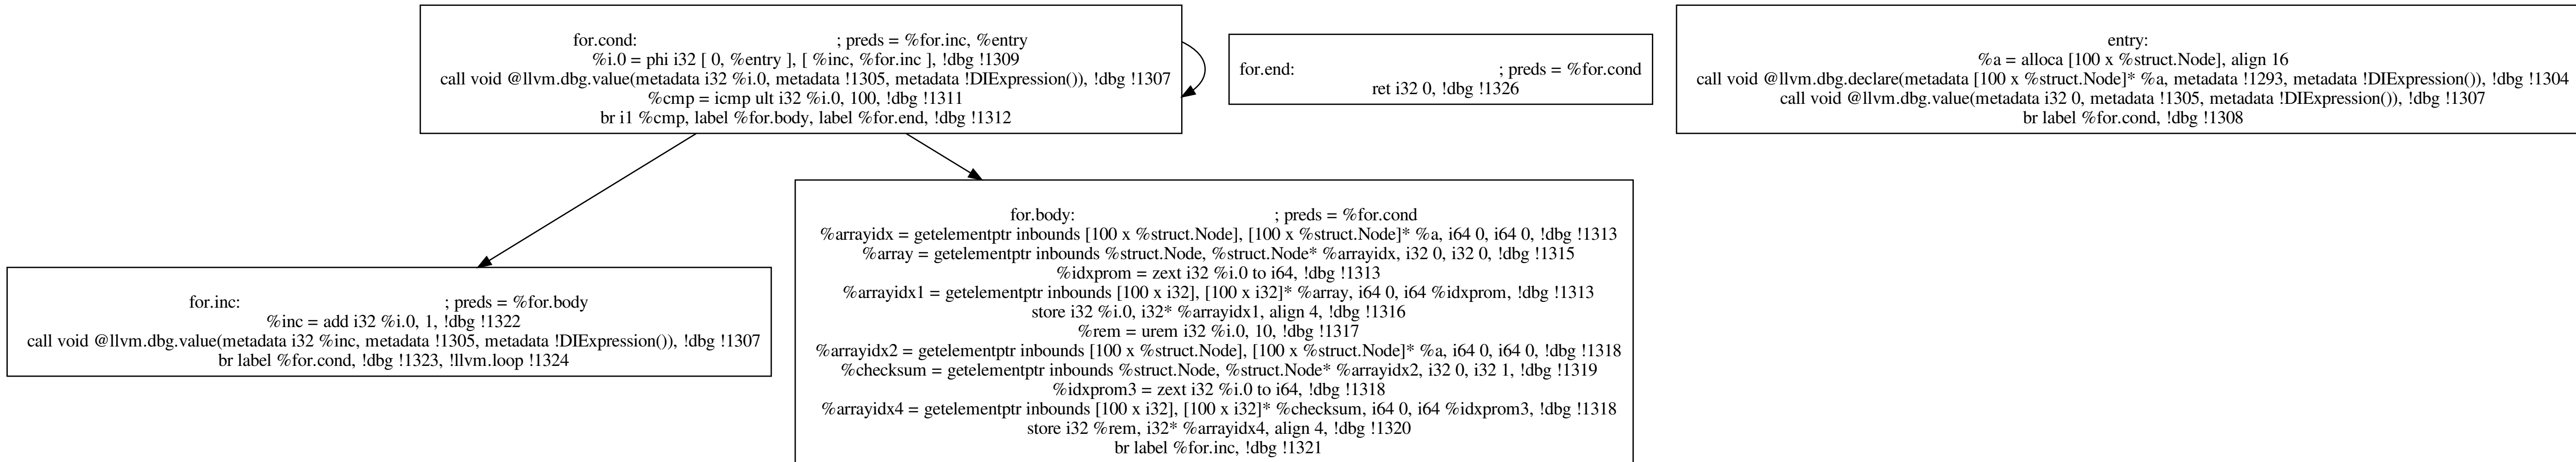 for.cond: ; preds = %for.inc, %entry
%i.0 = phi i32 [ 0, %entry ], [ %inc, %for.inc ], !dbg !1309
call void @llvm.dbg.value(metadata i32 %i.0, metadata !1305, metadata !DIExpression()), !dbg !1307
%cmp = icmp ult i32 %i.0, 100, !dbg !1311
br i1 %cmp, label %for.body, label %for.end, !dbg !1312
for.end: ; preds = %for.cond
ret i32 0, !dbg !1326
entry:
%a = alloca [100 x %struct.Node], align 16
call void @llvm.dbg.declare(metadata [100 x %struct.Node]* %a, metadata !1293, metadata !DIExpression()), !dbg !1304
call void @llvm.dbg.value(metadata i32 0, metadata !1305, metadata !DIExpression()), !dbg !1307
br label %for.cond, !dbg !1308
for.inc: ; preds = %for.body
%inc = add i32 %i.0, 1, !dbg !1322
call void @llvm.dbg.value(metadata i32 %inc, metadata !1305, metadata !DIExpression()), !dbg !1307
br label %for.cond, !dbg !1323, !llvm.loop !1324
for.body: ; preds = %for.cond
%arrayidx = getelementptr inbounds [100 x %struct.Node], [100 x %struct.Node]* %a, i64 0, i64 0, !dbg !1313
%array = getelementptr inbounds %struct.Node, %struct.Node* %arrayidx, i32 0, i32 0, !dbg !1315
%idxprom = zext i32 %i.0 to i64, !dbg !1313
%arrayidx1 = getelementptr inbounds [100 x i32], [100 x i32]* %array, i64 0, i64 %idxprom, !dbg !1313
store i32 %i.0, i32* %arrayidx1, align 4, !dbg !1316
%rem = urem i32 %i.0, 10, !dbg !1317
%arrayidx2 = getelementptr inbounds [100 x %struct.Node], [100 x %struct.Node]* %a, i64 0, i64 0, !dbg !1318
%checksum = getelementptr inbounds %struct.Node, %struct.Node* %arrayidx2, i32 0, i32 1, !dbg !1319
%idxprom3 = zext i32 %i.0 to i64, !dbg !1318
%arrayidx4 = getelementptr inbounds [100 x i32], [100 x i32]* %checksum, i64 0, i64 %idxprom3, !dbg !1318
store i32 %rem, i32* %arrayidx4, align 4, !dbg !1320
br label %for.inc, !dbg !1321